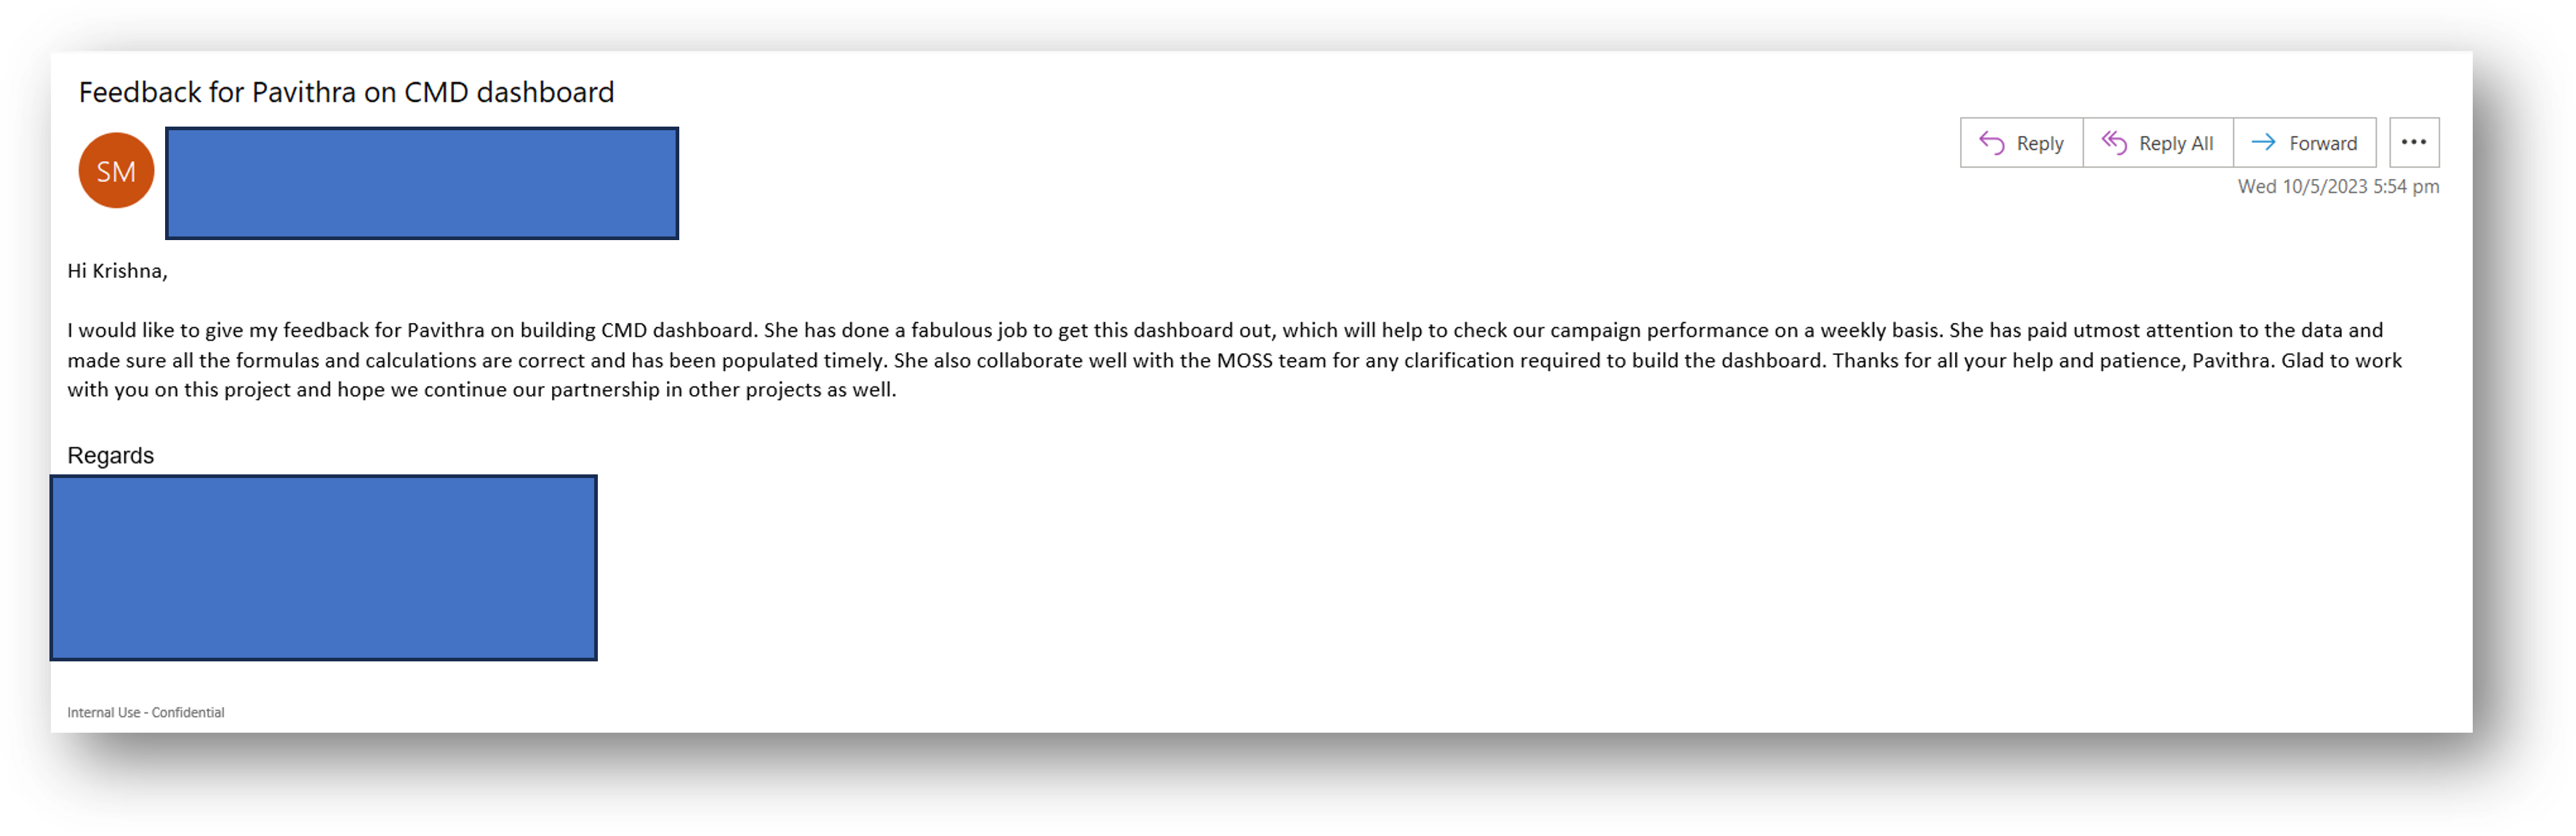 Feedback for Pavithra on CMD dashboard
SM
Reply
Reply All
Forward
Wed 10/5/2023 5:54 pm
Hi Krishna,
I would like to give my feedback for Pavithra on building CMD dashboard. She has done a fabulous job to get this dashboard out, which will help to check our campaign performance on a weekly basis. She has paid utmost attention to the data and
made sure all the formulas and calculations are correct and has been populated timely. She also collaborate well with the MOSS team for any clarification required to build the dashboard. Thanks for all your help and patience, Pavithra. Glad to work
with you on this project and hope we continue our partnership in other projects as well.
Regards
Internal Use - Confidential